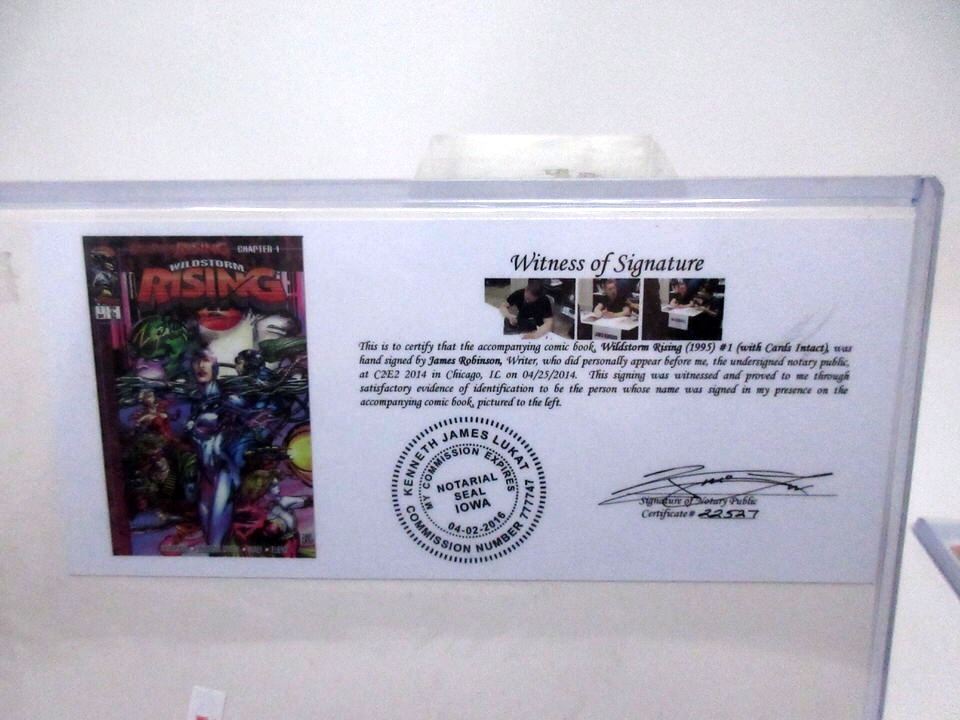 CHAPTER 1
WILDSTORM
RISING
Witness of Signature
This is to certify that the accompanying comic book, Wildstorm Rising (1995) #1 (with Cards Intact), was
hand signed by James Robinson, Writer, who did personally appear before me, the undersigned notary public,
at C2E2 2014 in Chicago, IL on 04/25/2014. This signing was witnessed and proved to me through
satisfactory evidence of identification to be the person whose name was signed in my presence on the
accompanying comic book, pictured to the left.
KENNETH JAMES LUKAT
MY COMMISSION EXPIRES
NOTARIAL
SEAL
IOWA
04-02-2016
COMMISSION NUMBER 777747
Signature of Notary Public
Certificate # 22527